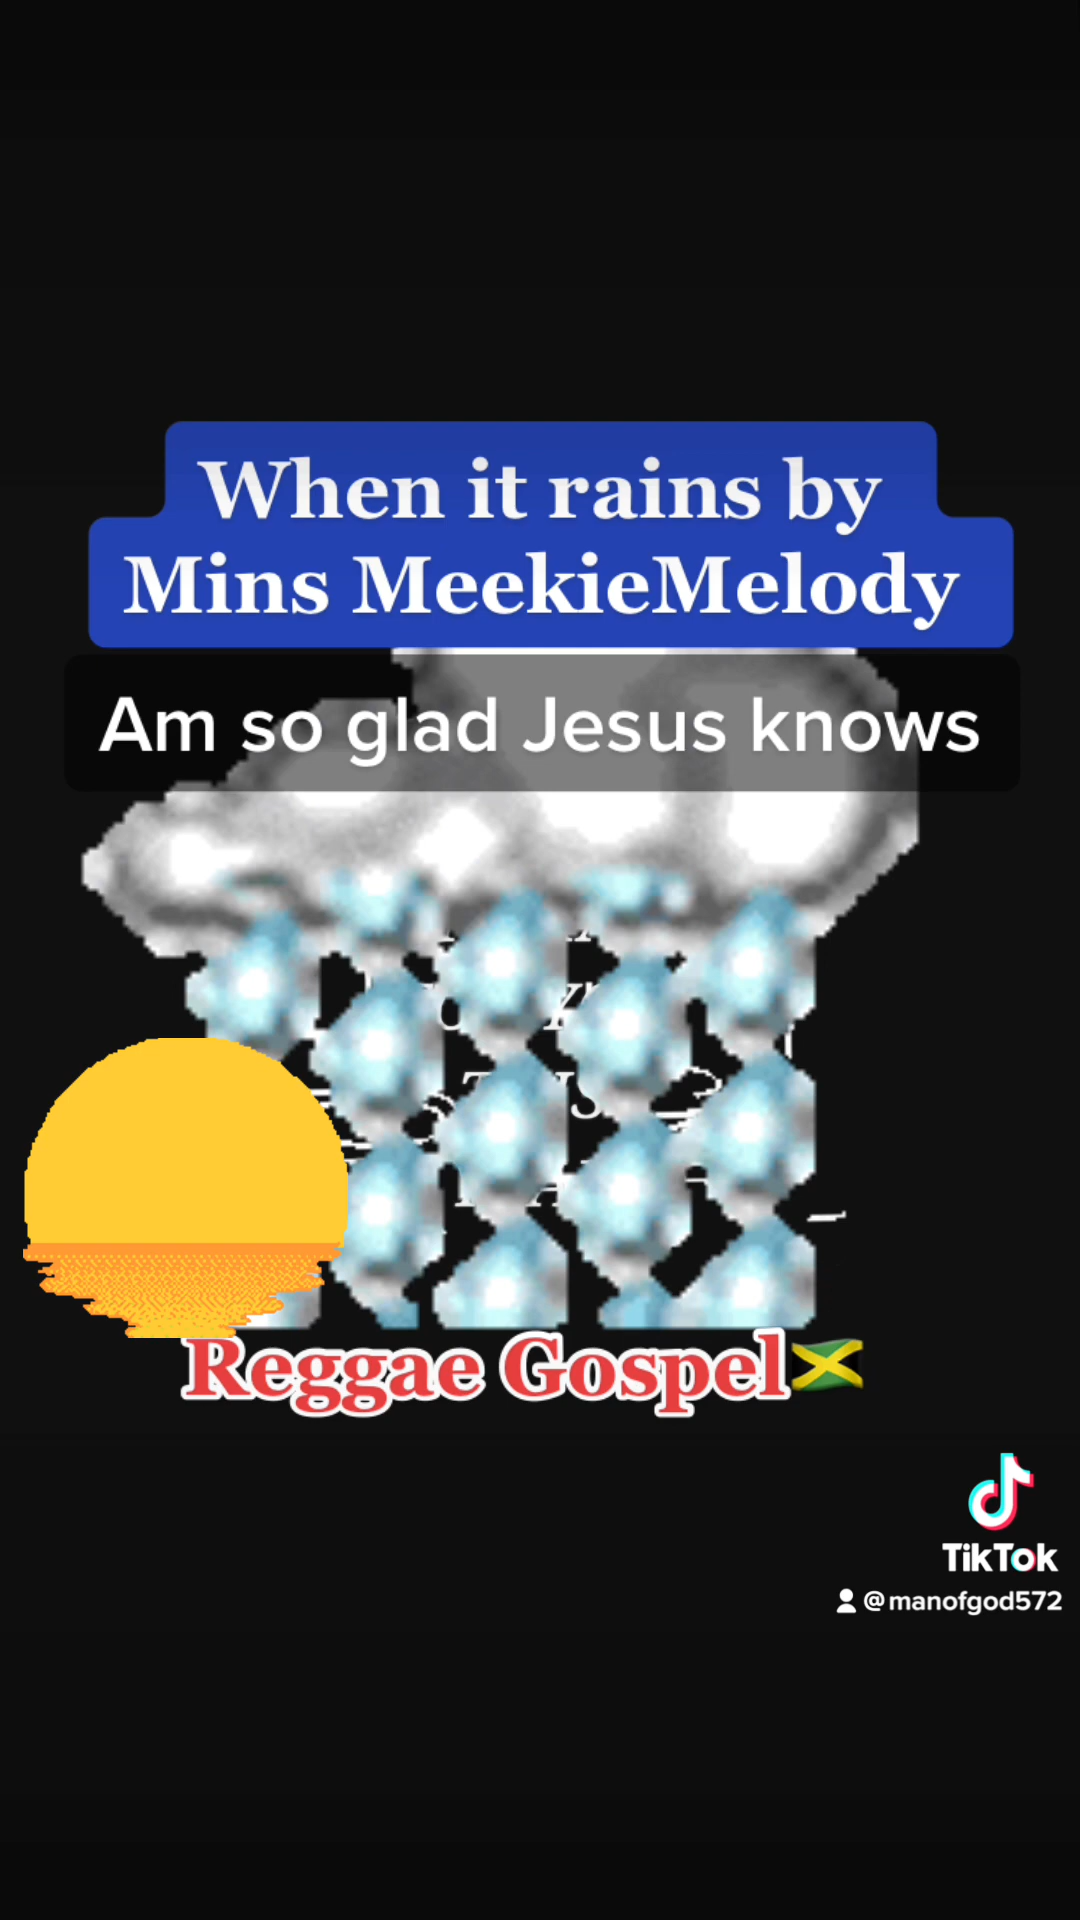 When it rains by
Mins MeekieMelody
Am so glad Jesus knows
Reggae Gospel
TikTok
@manofgod572